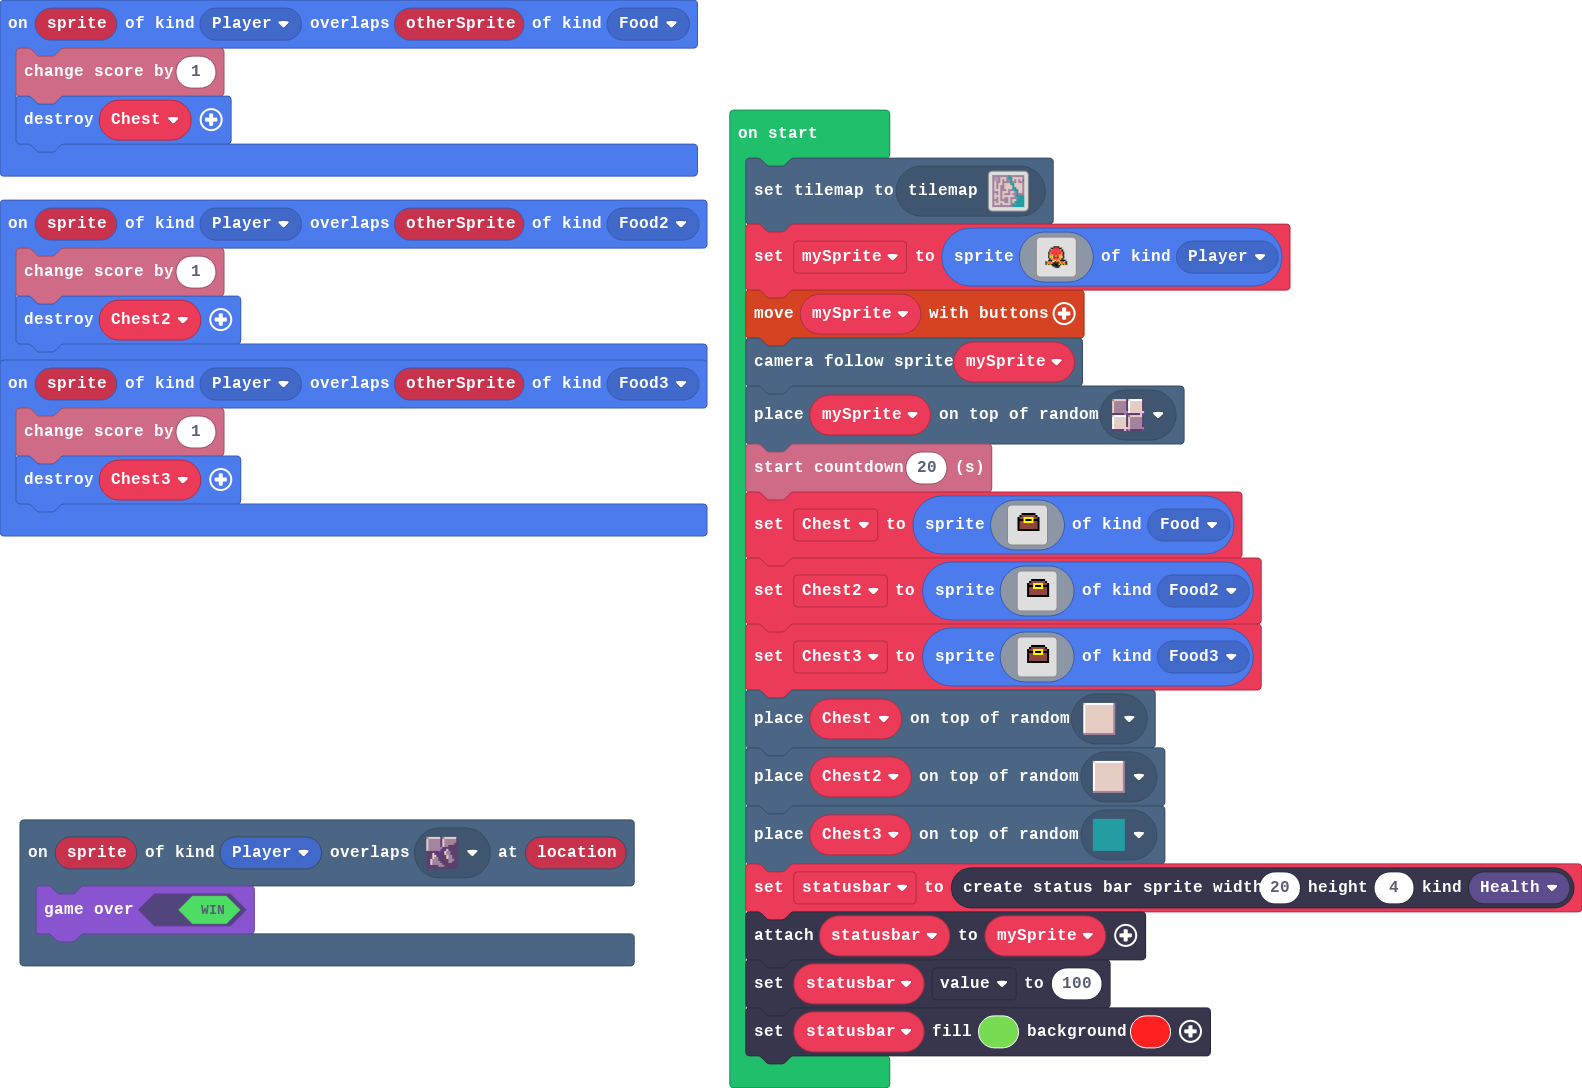 on sprite of kind Player overlaps otherSprite of kind Food
change score by 1
destroy Chest
on sprite of kind Player overlaps otherSprite of kind Food2
change score by 1
destroy Chest2
on sprite of kind Player overlaps otherSprite of kind Food3
change score by 1
destroy Chest3
on sprite of kind Player overlaps at location
game over WIN
on start
set tilemap to tilemap
set mySprite to sprite of kind Player
move mySprite with buttons
camera follow sprite mySprite
place mySprite on top of random
start countdown 20 (s)
set Chest to sprite of kind Food
set Chest2 to sprite of kind Food2
set Chest3 to sprite of kind Food3
place Chest on top of random
place Chest2 on top of random
place Chest3 on top of random
set statusbar to create status bar sprite width 20 height 4 kind Health
attach statusbar to mySprite
set statusbar value to 100
set statusbar fill background